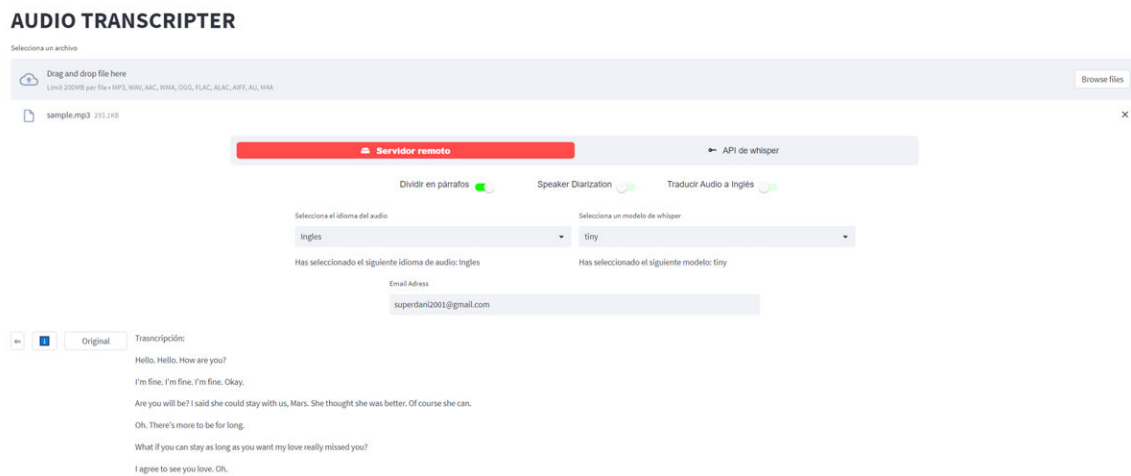 AUDIO TRANSCRIPTER
Selecciona un archivo
Drag and drop file here
Limit 200MB per file • MP3, WAV, AAC, WMA, OGG, FLAC, ALAC, AIFF, AU, M4A
Browse files
sample.mp3 293.1KB
Servidor remoto
API de whisper
Dividir en párrafos
Speaker Diarization
Traducir Audio a Inglés
Selecciona el idioma del audio
Selecciona un modelo de whisper
Ingles
tiny
Has seleccionado el siguiente idioma de audio: Ingles
Has seleccionado el siguiente modelo: tiny
Email Adress
superdani2001@gmail.com
Original
Trasncripción:
Hello. Hello. How are you?
I'm fine. I'm fine. I'm fine. Okay.
Are you will be? I said she could stay with us, Mars. She thought she was better. Of course she can.
Oh. There's more to be for long.
What if you can stay as long as you want my love really missed you?
I agree to see you love. Oh.